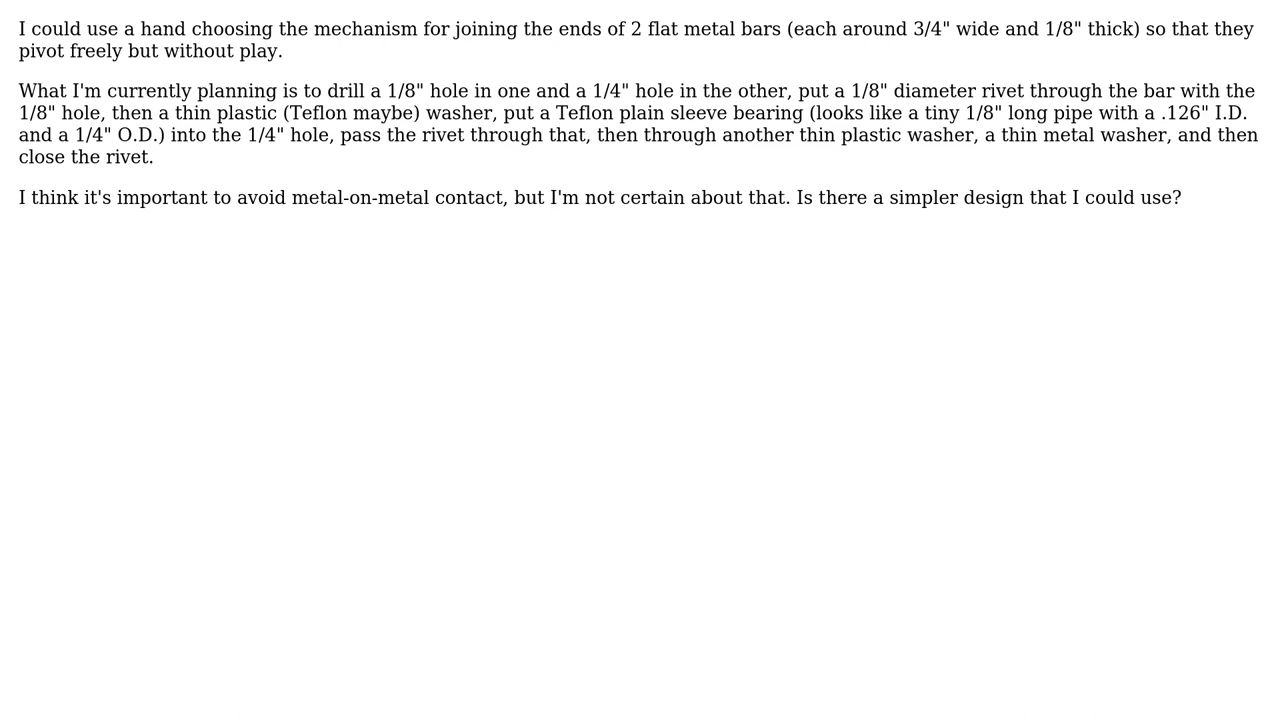 I could use a hand choosing the mechanism for joining the ends of 2 flat metal bars (each around 3/4" wide and 1/8" thick) so that they
pivot freely but without play.
What I'm currently planning is to drill a 1/8" hole in one and a 1/4" hole in the other, put a 1/8" diameter rivet through the bar with the
1/8" hole, then a thin plastic (Teflon maybe) washer, put a Teflon plain sleeve bearing (looks like a tiny 1/8" long pipe with a .126" I.D.
and a 1/4" O.D.) into the 1/4" hole, pass the rivet through that, then through another thin plastic washer, a thin metal washer, and then
close the rivet.
I think it's important to avoid metal-on-metal contact, but I'm not certain about that. Is there a simpler design that I could use?